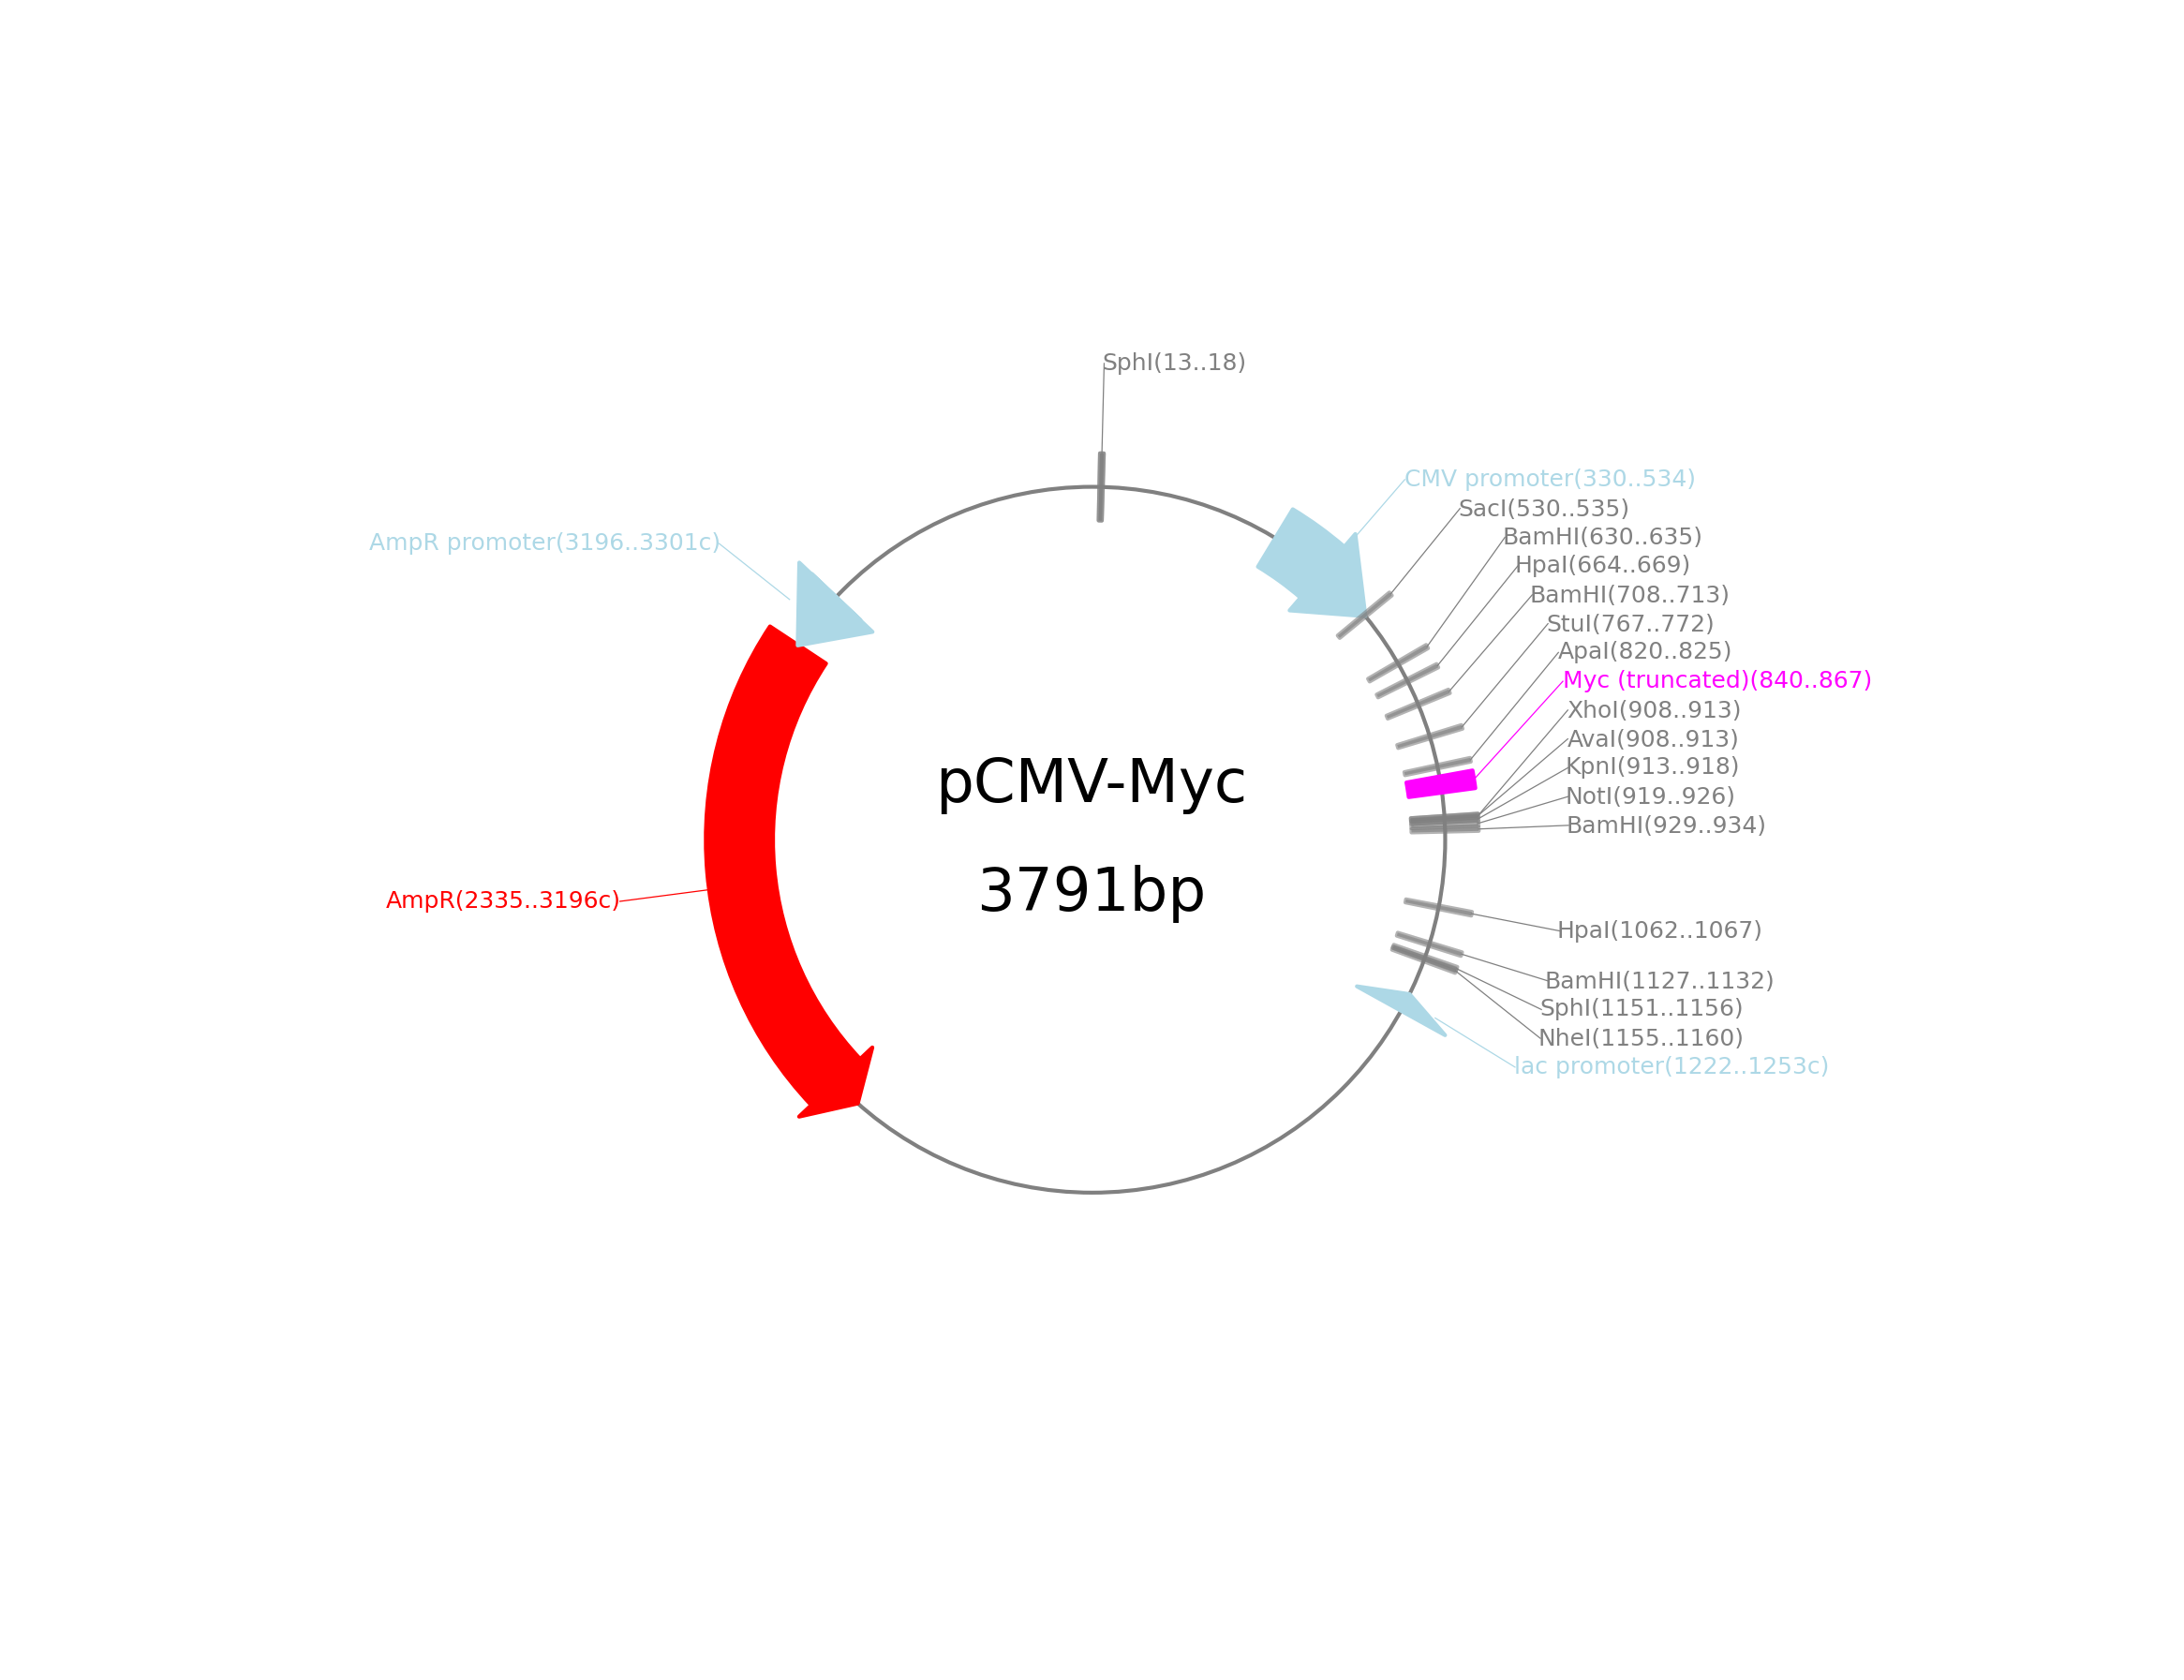 SphI(13..18)
CMV promoter(330..534)
SacI(530..535)
BamHI(630..635)
AmpR promoter(3196..3301c)
HpaI(664..669)
BamHI(708..713)
StuI(767..772)
ApaI(820..825)
Myc (truncated)(840..867)
XhoI(908..913)
AvaI(908..913)
KpnI(913..918)
pCMV-Myc
NotI(919..926)
BamHI(929..934)
3791bp
AmpR(2335..3196c)
HpaI(1062..1067)
BamHI(1127..1132)
SphI(1151..1156)
NheI(1155..1160)
lac promoter(1222..1253c)